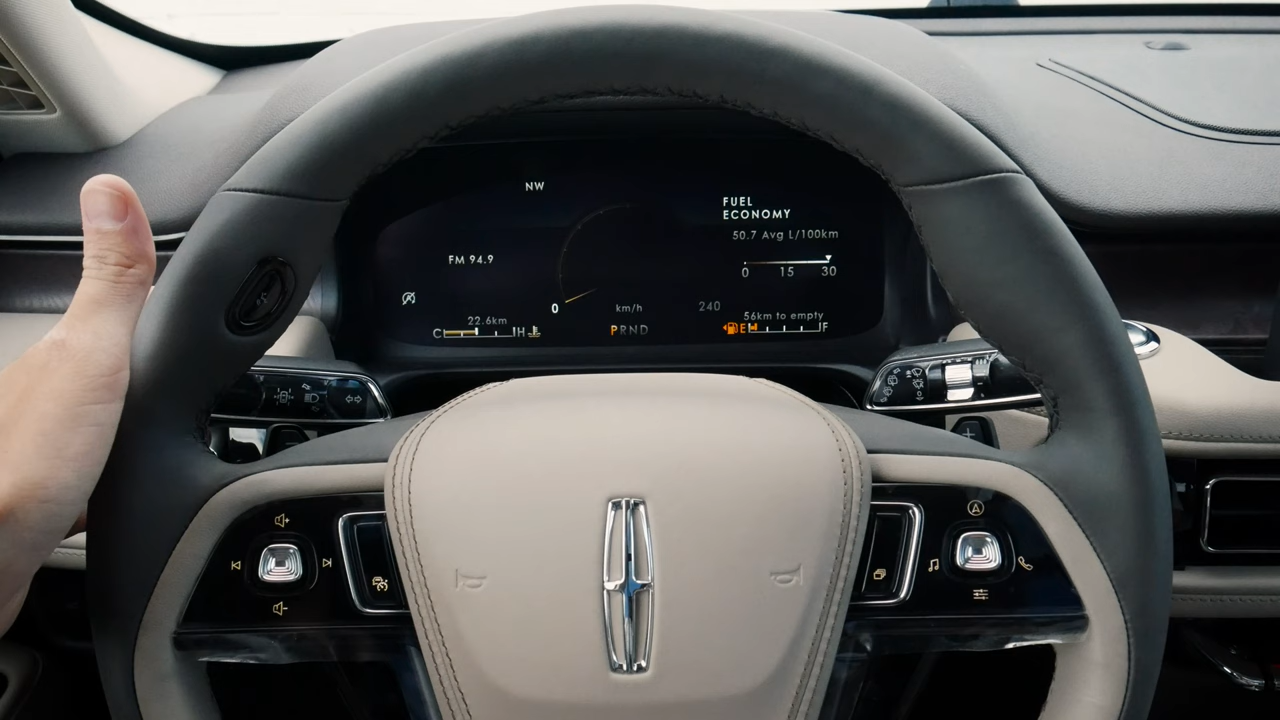 NW
FUEL
ECONOMY
50.7 Avg L/100km
FM 94.9
0 15 30
0 km/h 240
22.6km
56km to empty
C H
PRND
E F
A